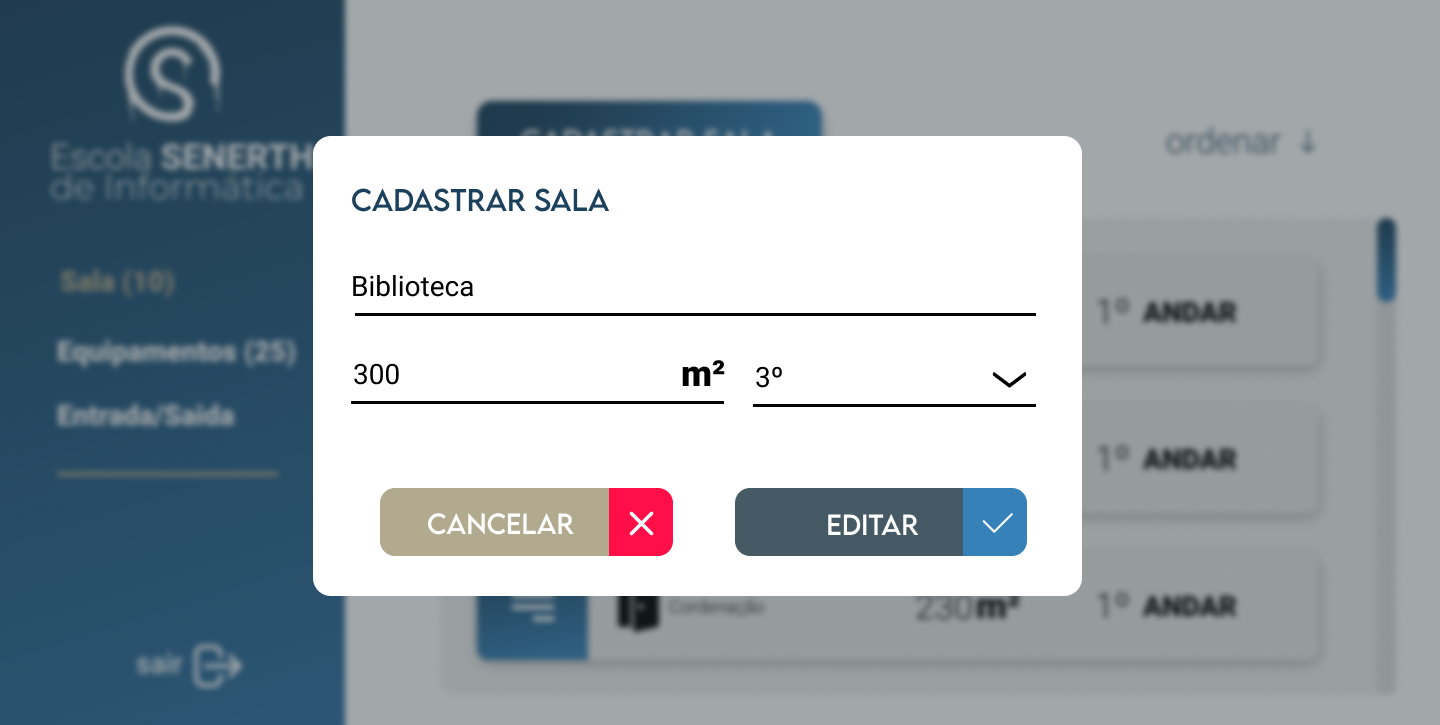 Escola SENERTH
de Informática
Sala (10)
Equipamentos (25)
Entrada/Saida
sair
CADASTRAR SALA
ordenar ↓
CADASTRAR SALA
Biblioteca
300 m²
3º
CANCELAR
EDITAR
1º ANDAR
1º ANDAR
Cordenação 230m² 1º ANDAR